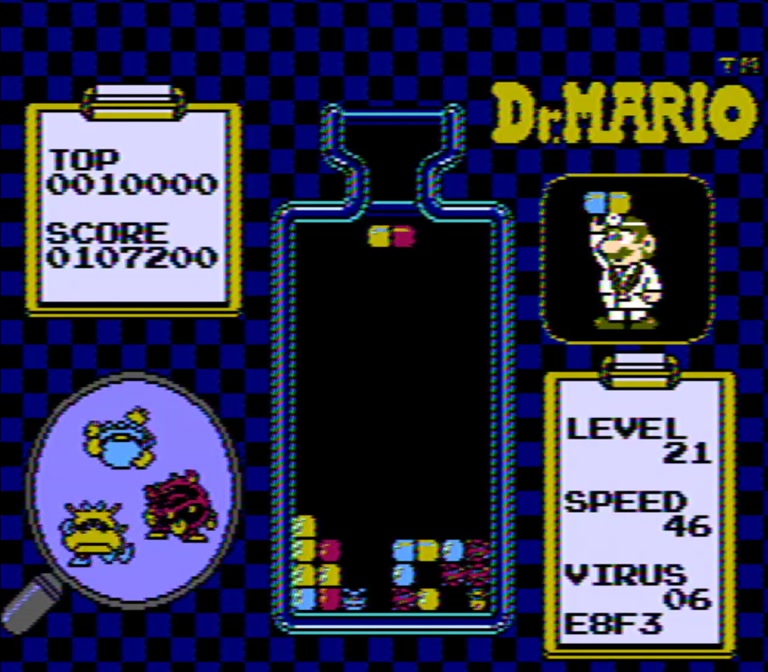 TM
Dr. MARIO
TOP
0010000
SCORE
0107200
LEVEL
21
SPEED
46
VIRUS
06
E8F3